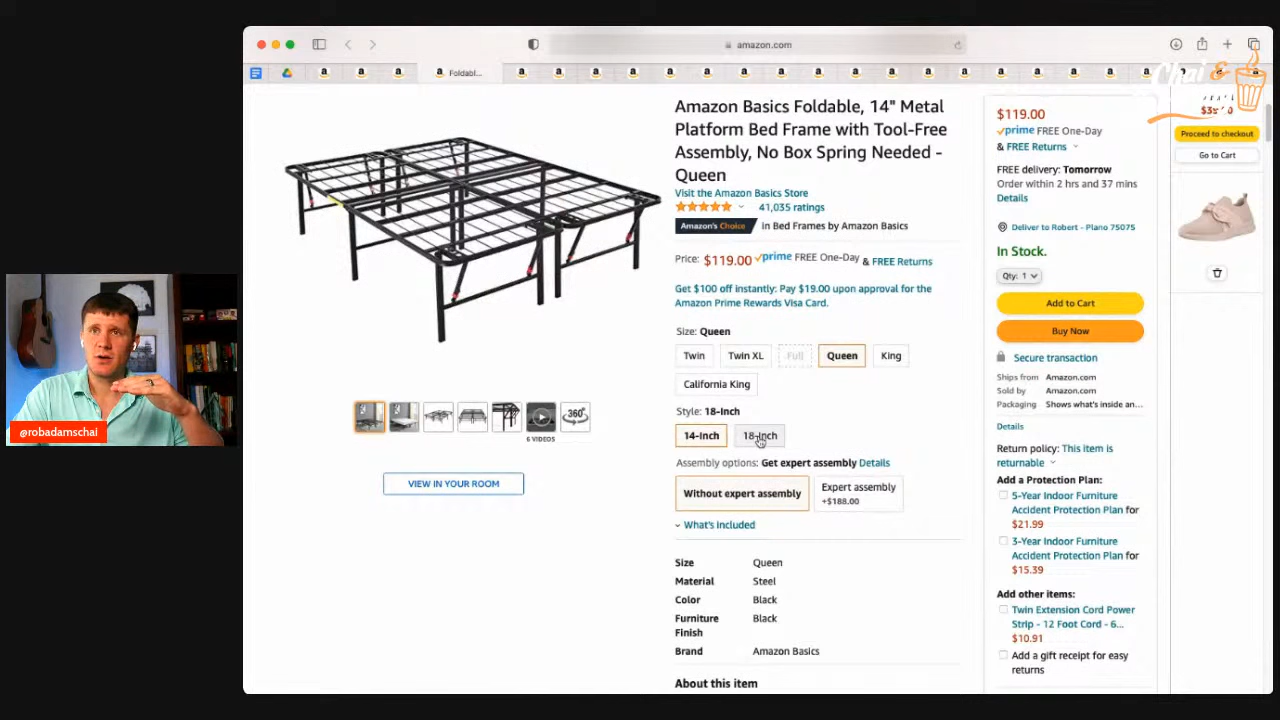 amazon.com
Foldabl...
Chai &
Amazon Basics Foldable, 14" Metal
Platform Bed Frame with Tool-Free
Assembly, No Box Spring Needed -
Queen
Visit the Amazon Basics Store
41,035 ratings
Amazon's Choice in Bed Frames by Amazon Basics
Price: $119.00 prime FREE One-Day & FREE Returns
Get $100 off instantly: Pay $19.00 upon approval for the
Amazon Prime Rewards Visa Card.
Size: Queen
Twin
Twin XL
Full
Queen
King
California King
Style: 18-Inch
14-Inch
18-Inch
Assembly options: Get expert assembly Details
Without expert assembly
Expert assembly
+$188.00
What's included
Size Queen
Material Steel
Color Black
Furniture Finish Black
Brand Amazon Basics
About this item
6 VIDEOS
360°
VIEW IN YOUR ROOM
@robadamschai
$119.00
prime FREE One-Day
& FREE Returns
FREE delivery: Tomorrow
Order within 2 hrs and 37 mins
Details
Deliver to Robert - Plano 75075
In Stock.
Qty: 1
Add to Cart
Buy Now
Secure transaction
Ships from Amazon.com
Sold by Amazon.com
Packaging Shows what's inside an...
Details
Return policy: This item is
returnable
Add a Protection Plan:
5-Year Indoor Furniture
Accident Protection Plan for
$21.99
3-Year Indoor Furniture
Accident Protection Plan for
$15.39
Add other items:
Twin Extension Cord Power
Strip - 12 Foot Cord - 6...
$10.91
Add a gift receipt for easy
returns
Proceed to checkout
Go to Cart